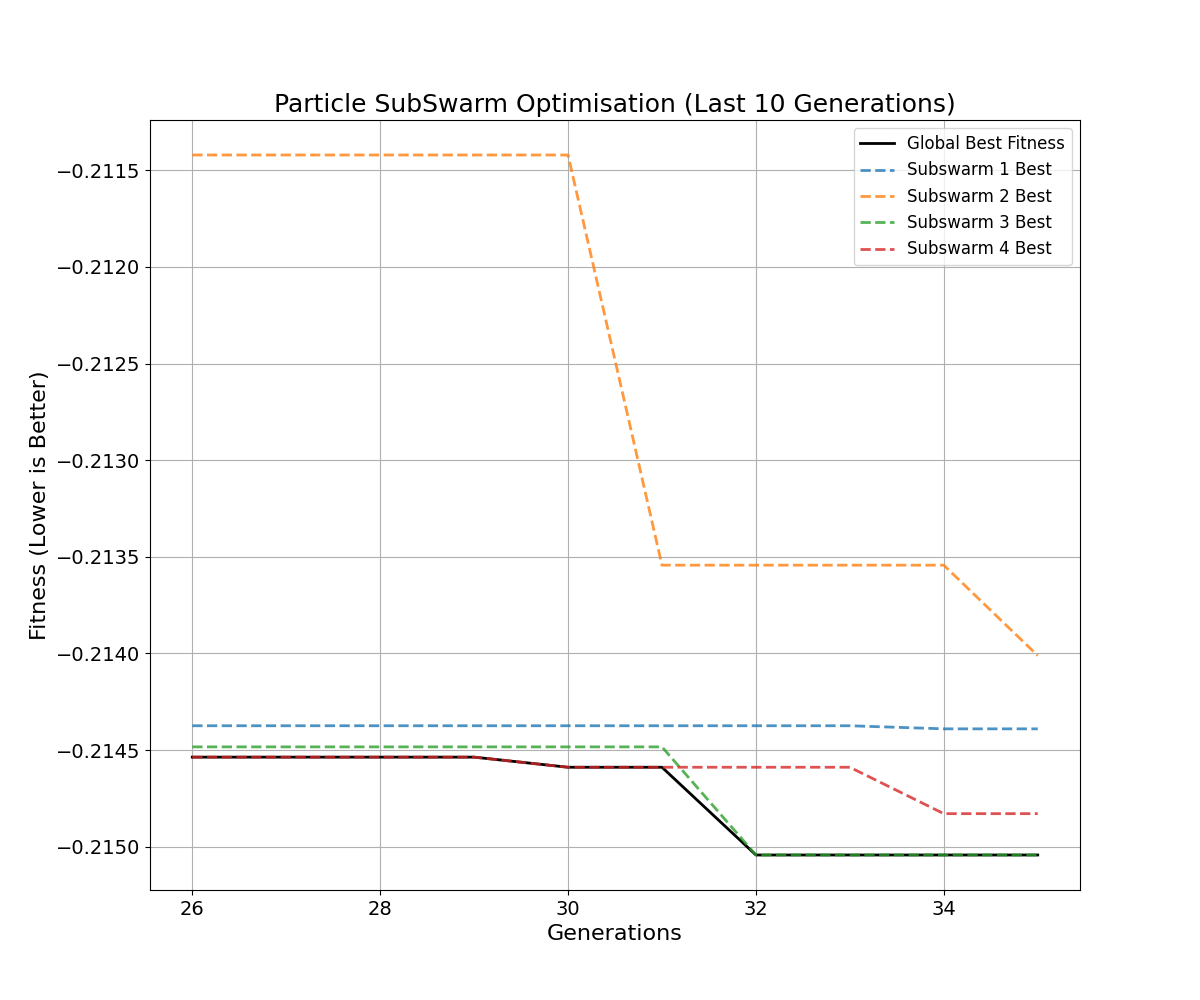 Particle SubSwarm Optimisation (Last 10 Generations)
Global Best Fitness
Subswarm 1 Best
Subswarm 2 Best
Subswarm 3 Best
Subswarm 4 Best
Fitness (Lower is Better)
−0.2115
−0.2120
−0.2125
−0.2130
−0.2135
−0.2140
−0.2145
−0.2150
26 28 30 32 34
Generations